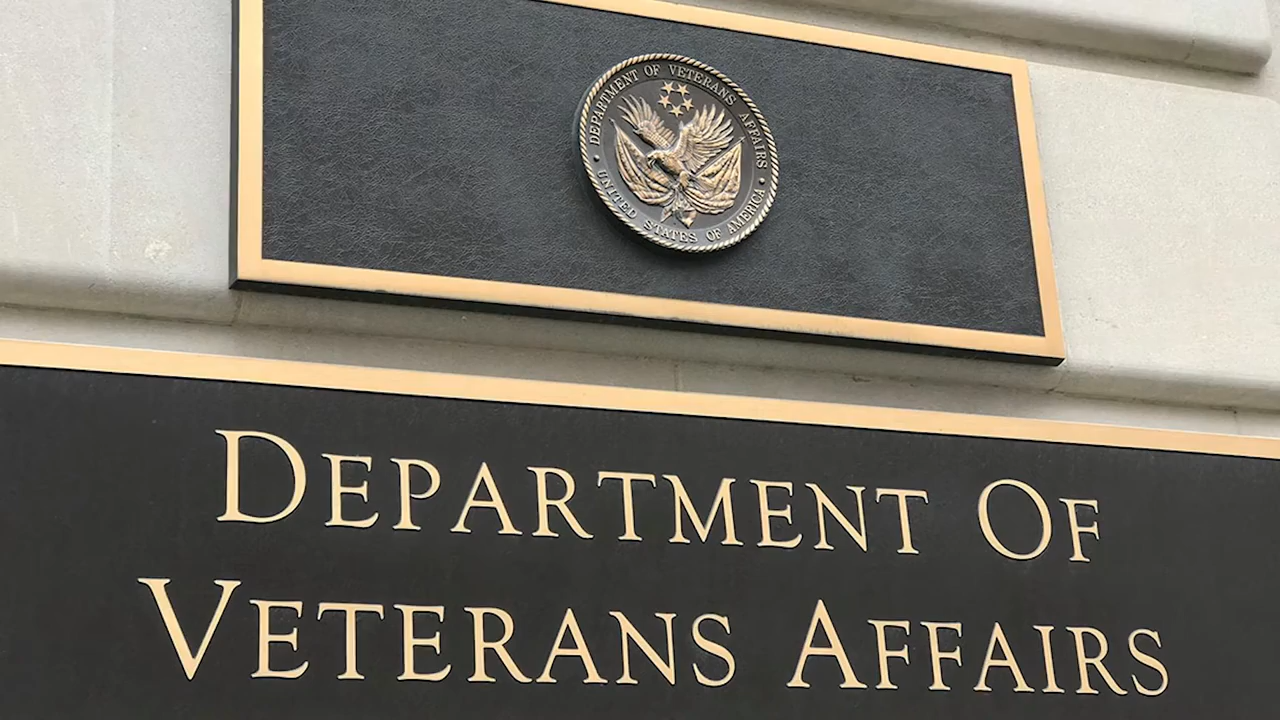 DEPARTMENT OF VETERANS AFFAIRS
UNITED STATES OF AMERICA
DEPARTMENT OF
VETERANS AFFAIRS